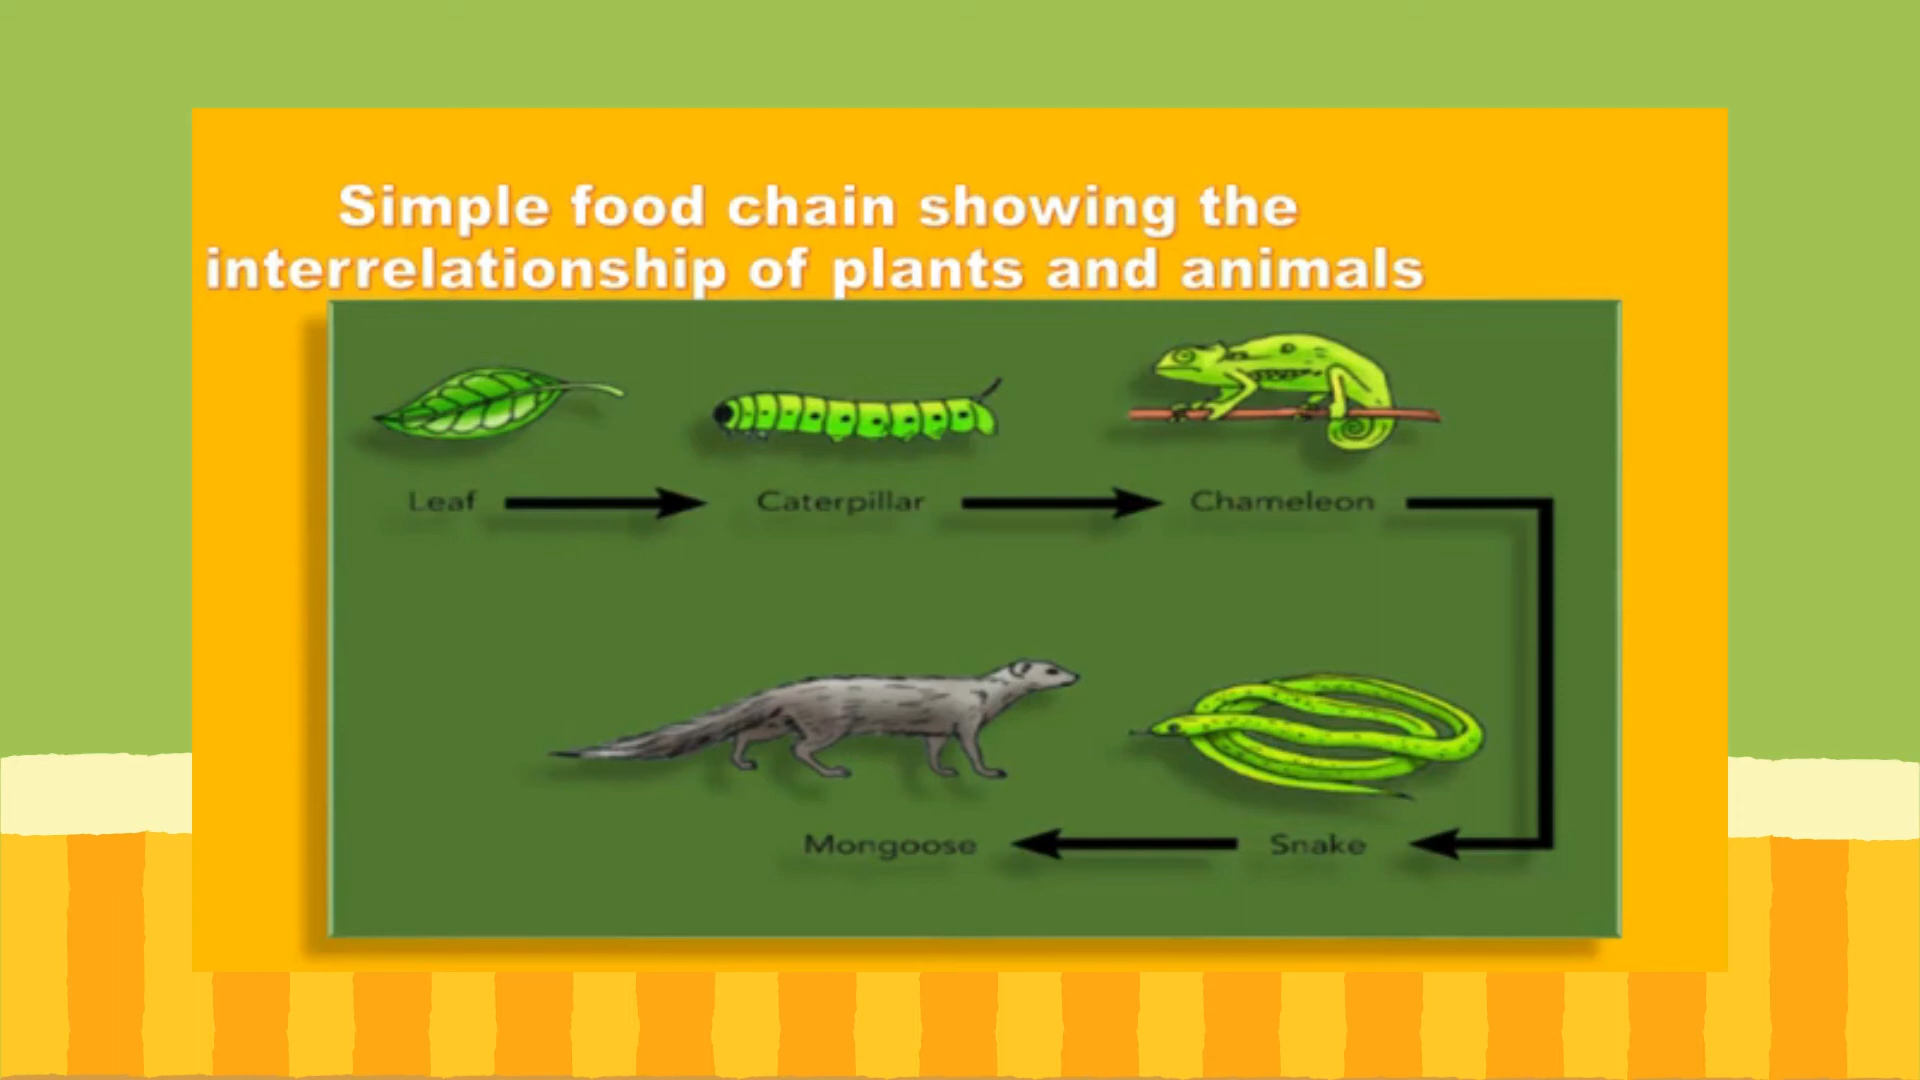 Simple food chain showing the
interrelationship of plants and animals
Leaf
Caterpillar
Chameleon
Mongoose
Snake